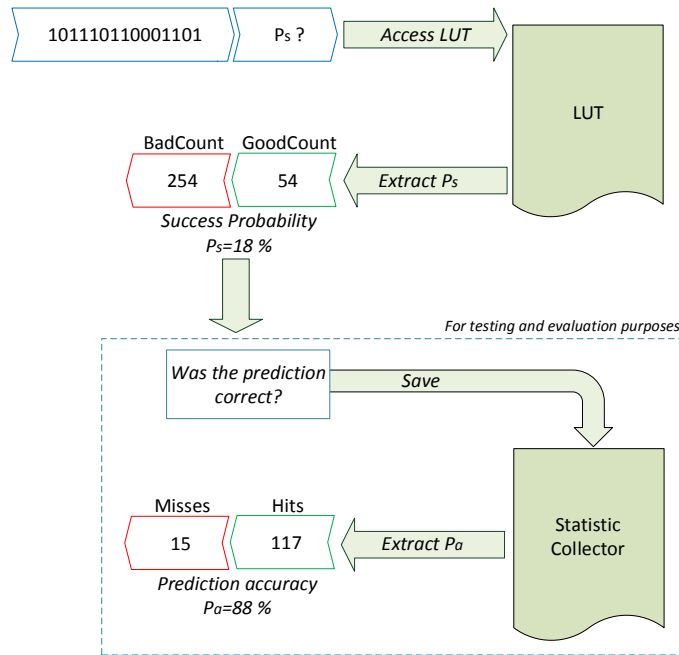 101110110001101
Ps ?
Access LUT
LUT
BadCount
GoodCount
254
54
Extract Ps
Success Probability
Ps=18 %
For testing and evaluation purposes
Was the prediction
correct?
Save
Statistic
Collector
Misses
Hits
15
117
Extract Pa
Prediction accuracy
Pa=88 %